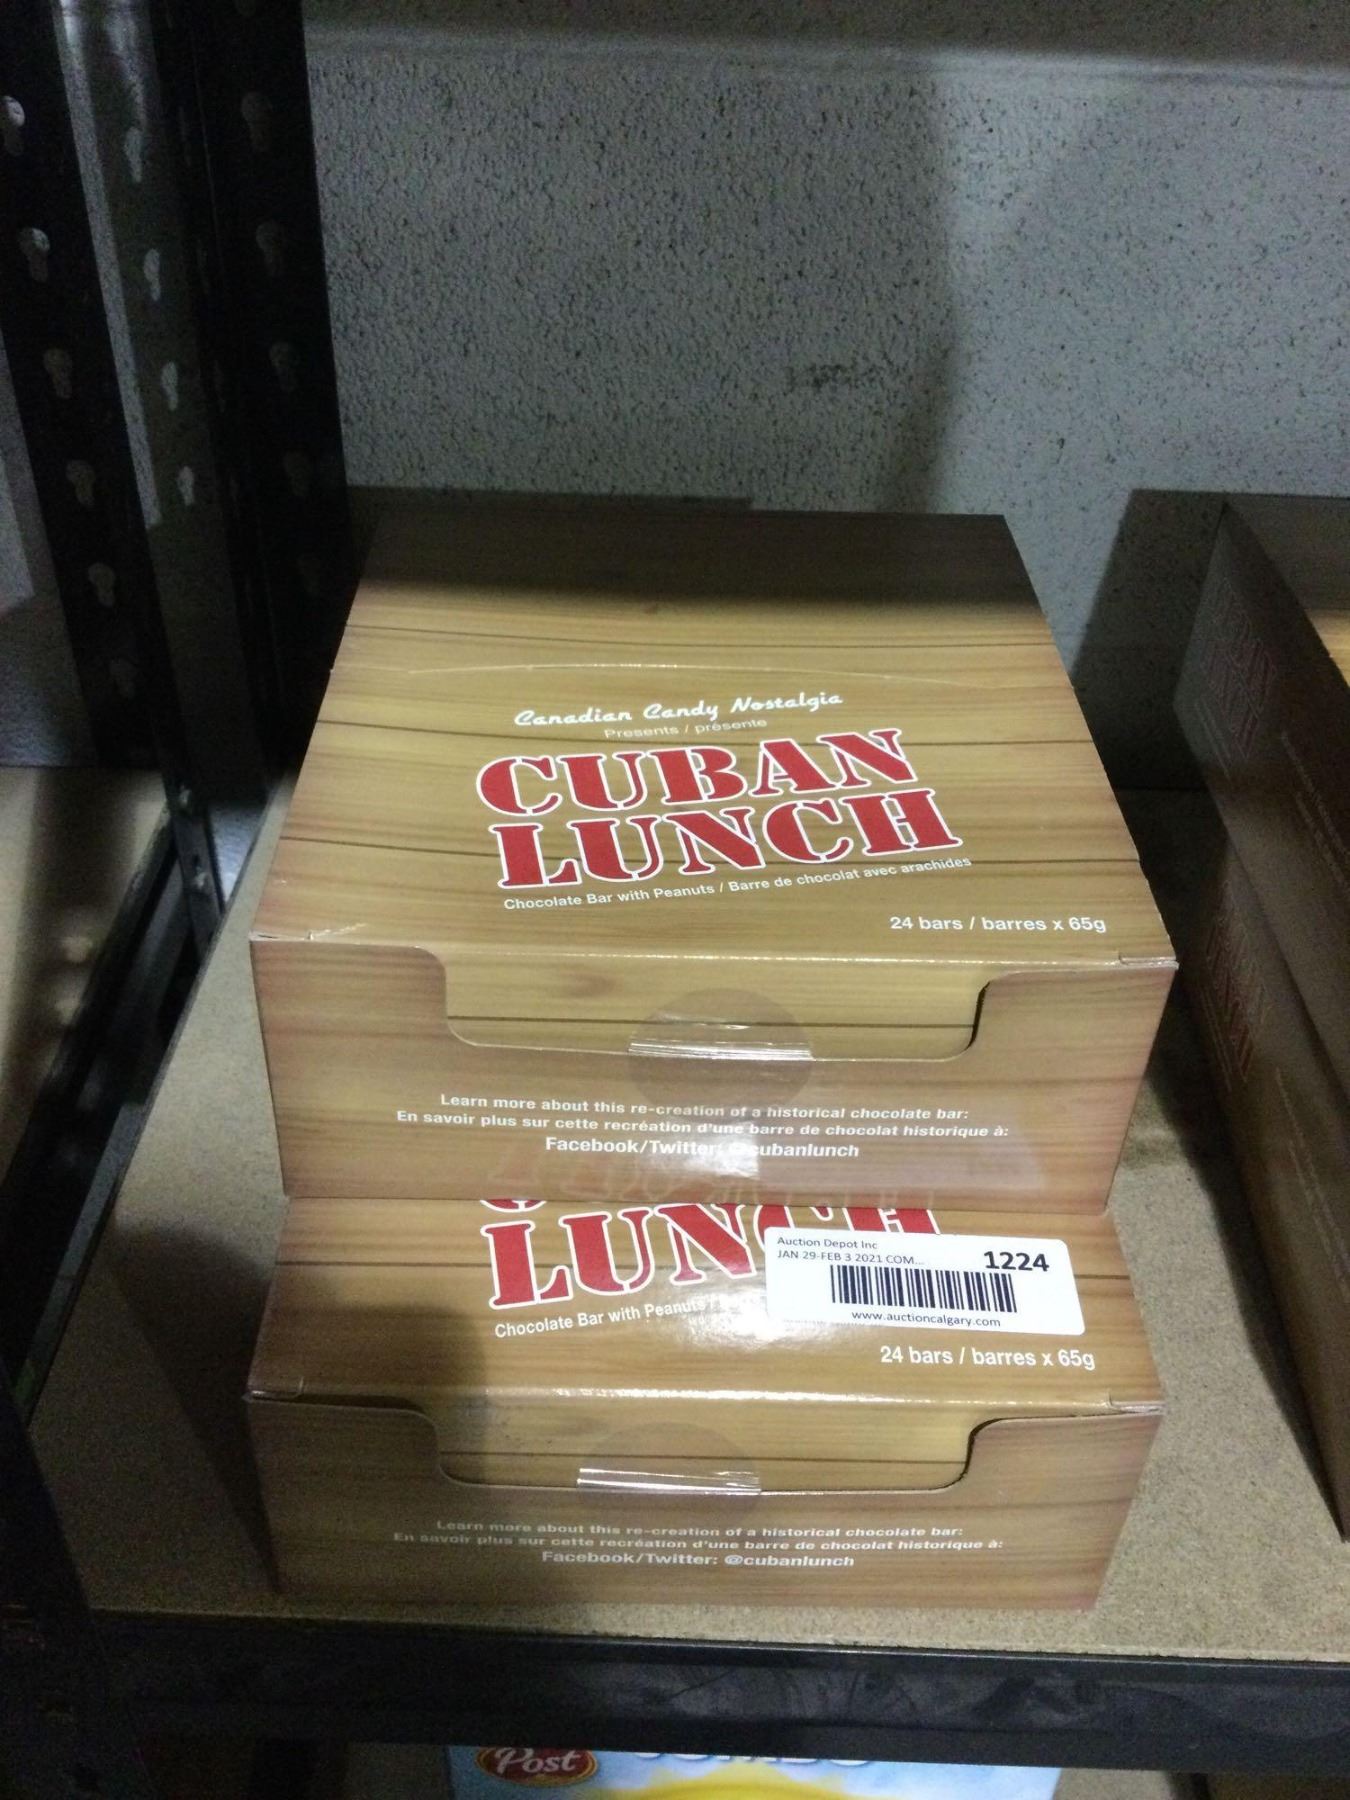 Canadian Candy Nostalgia
Presents / présente
CUBAN
LUNCH
Chocolate Bar with Peanuts / Barre de chocolat avec arachides
24 bars / barres x 65g
Learn more about this re-creation of a historical chocolate bar:
En savoir plus sur cette recréation d'une barre de chocolat historique à:
Facebook/Twitter: @cubanlunch
LUNCH
Chocolate Bar with Peanuts /
Auction Depot Inc
JAN 29-FEB 3 2021 COM...
1224
www.auctioncalgary.com
24 bars / barres x 65g
Learn more about this re-creation of a historical chocolate bar:
En savoir plus sur cette recréation d'une barre de chocolat historique à:
Facebook/Twitter: @cubanlunch
Post